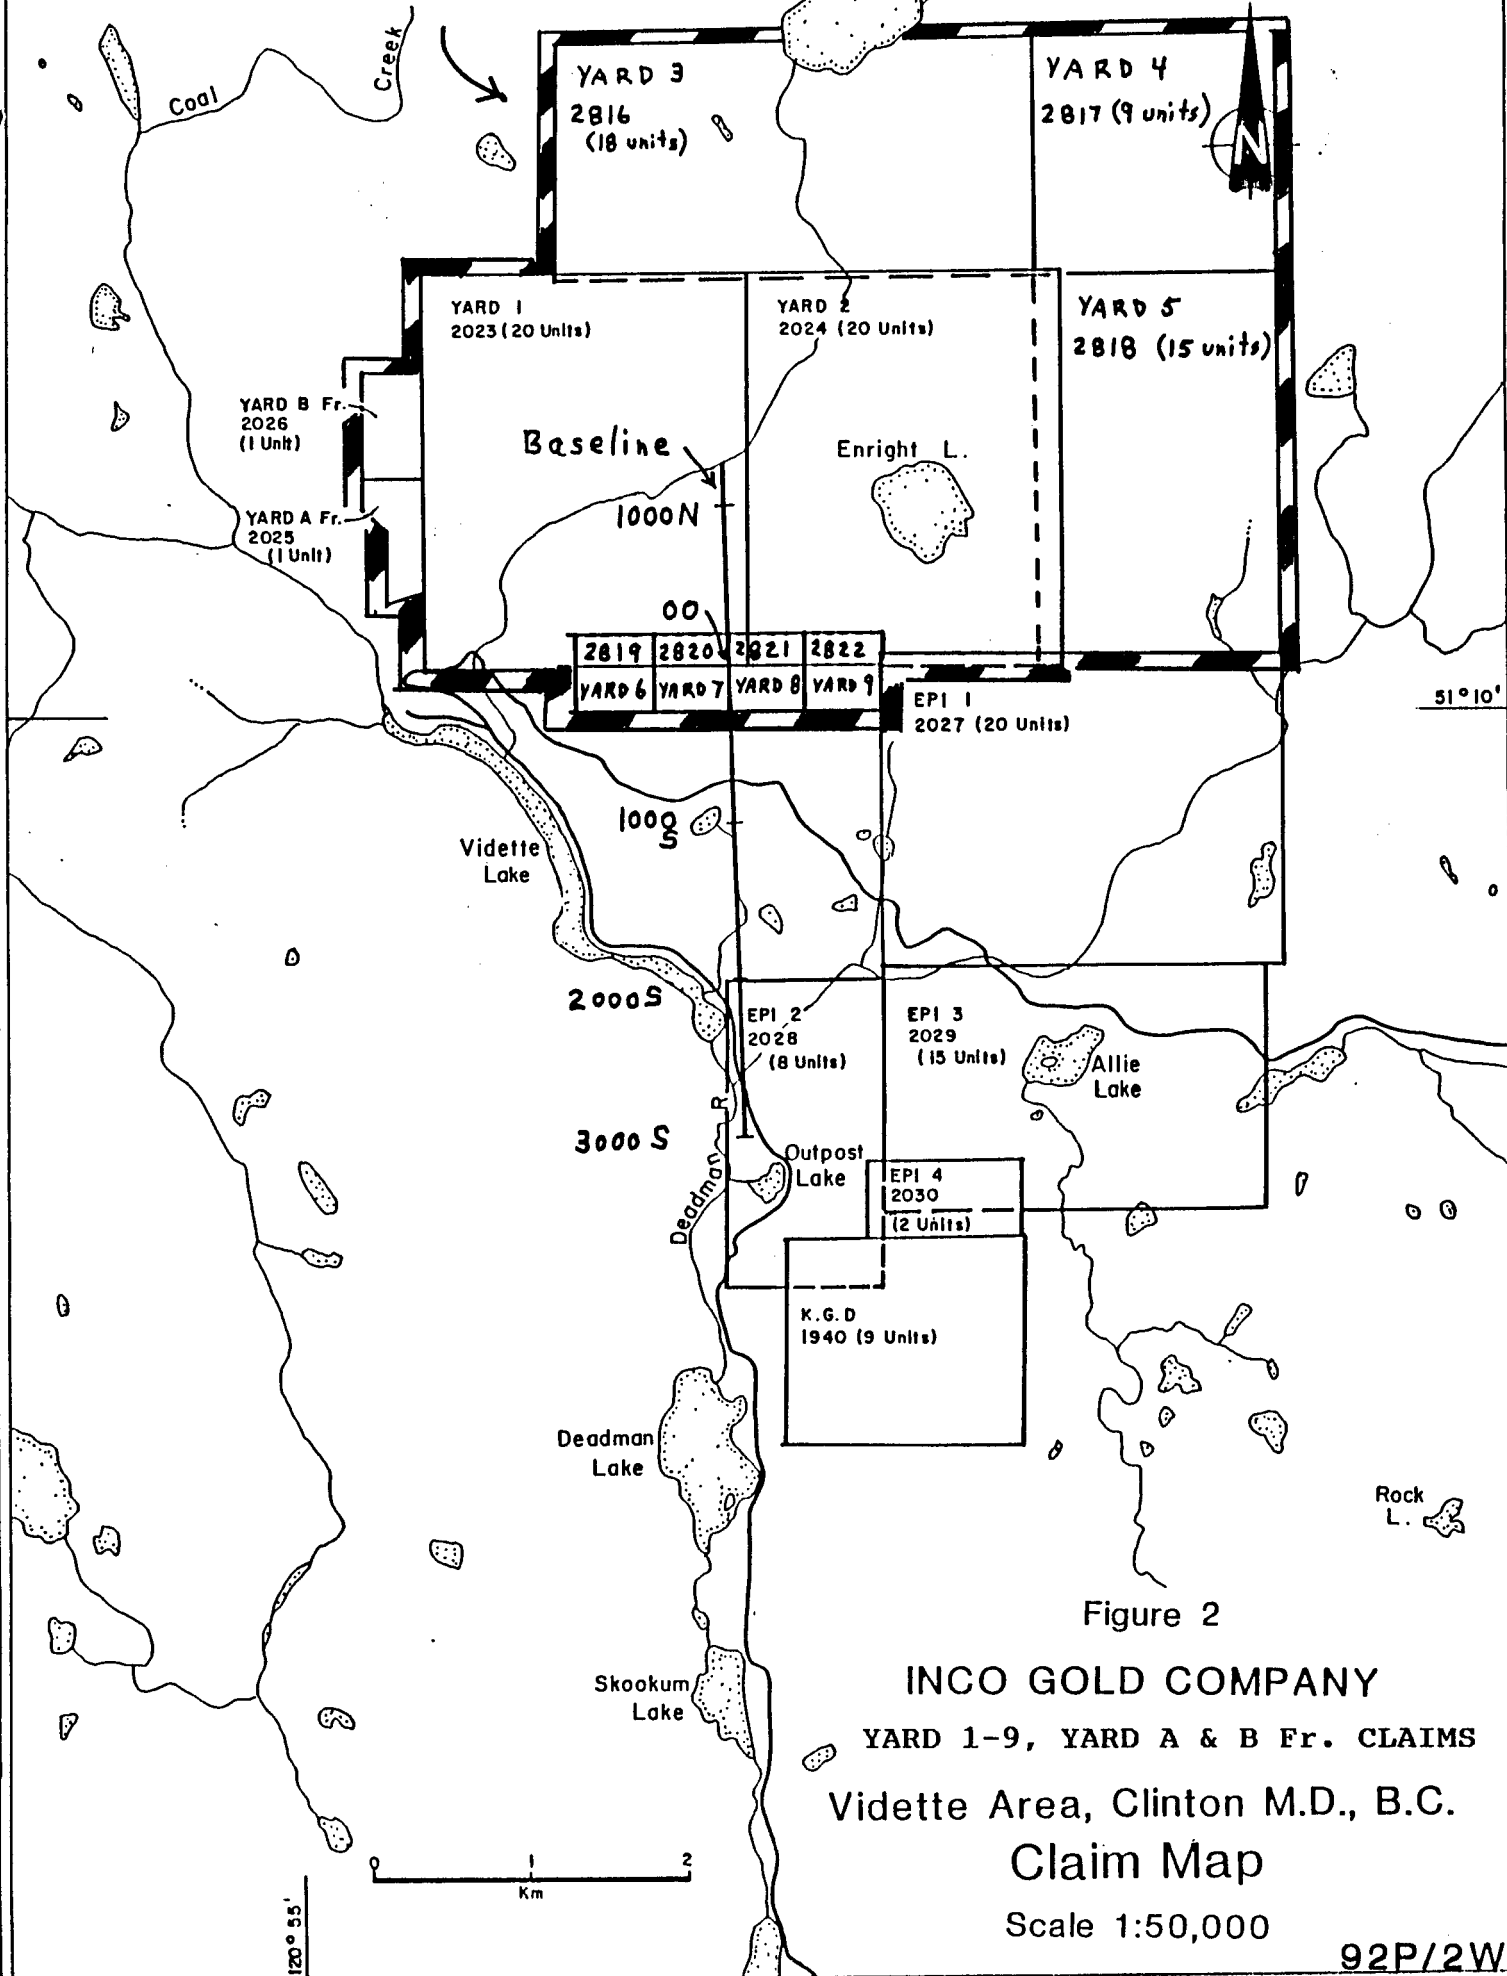 Coal
Creek
YARD 3
2816
(18 units)
YARD 4
2817 (9 units)
N
YARD 1
2023 (20 Units)
YARD 2
2024 (20 Units)
YARD 5
2818 (15 units)
YARD B Fr.
2026
(1 Unit)
Baseline
Enright L.
1000N
YARD A Fr.
2025
(1 Unit)
00
2819 2820 2821 2822
YARD 6 YARD 7 YARD 8 YARD 9
EPI 1
2027 (20 Units)
51°10'
1000
S
Vidette
Lake
2000S
EPI 2
2028
(8 Units)
EPI 3
2029
(15 Units)
Allie
Lake
3000 S
Deadman R
Outpost
Lake
EPI 4
2030
(2 Units)
K.G.D
1940 (9 Units)
Deadman
Lake
Rock
L.
Skookum
Lake
Figure 2
INCO GOLD COMPANY
YARD 1-9, YARD A & B Fr. CLAIMS
Vidette Area, Clinton M.D., B.C.
Claim Map
Scale 1:50,000
0 1 2
Km
120° 55'
92P/2W